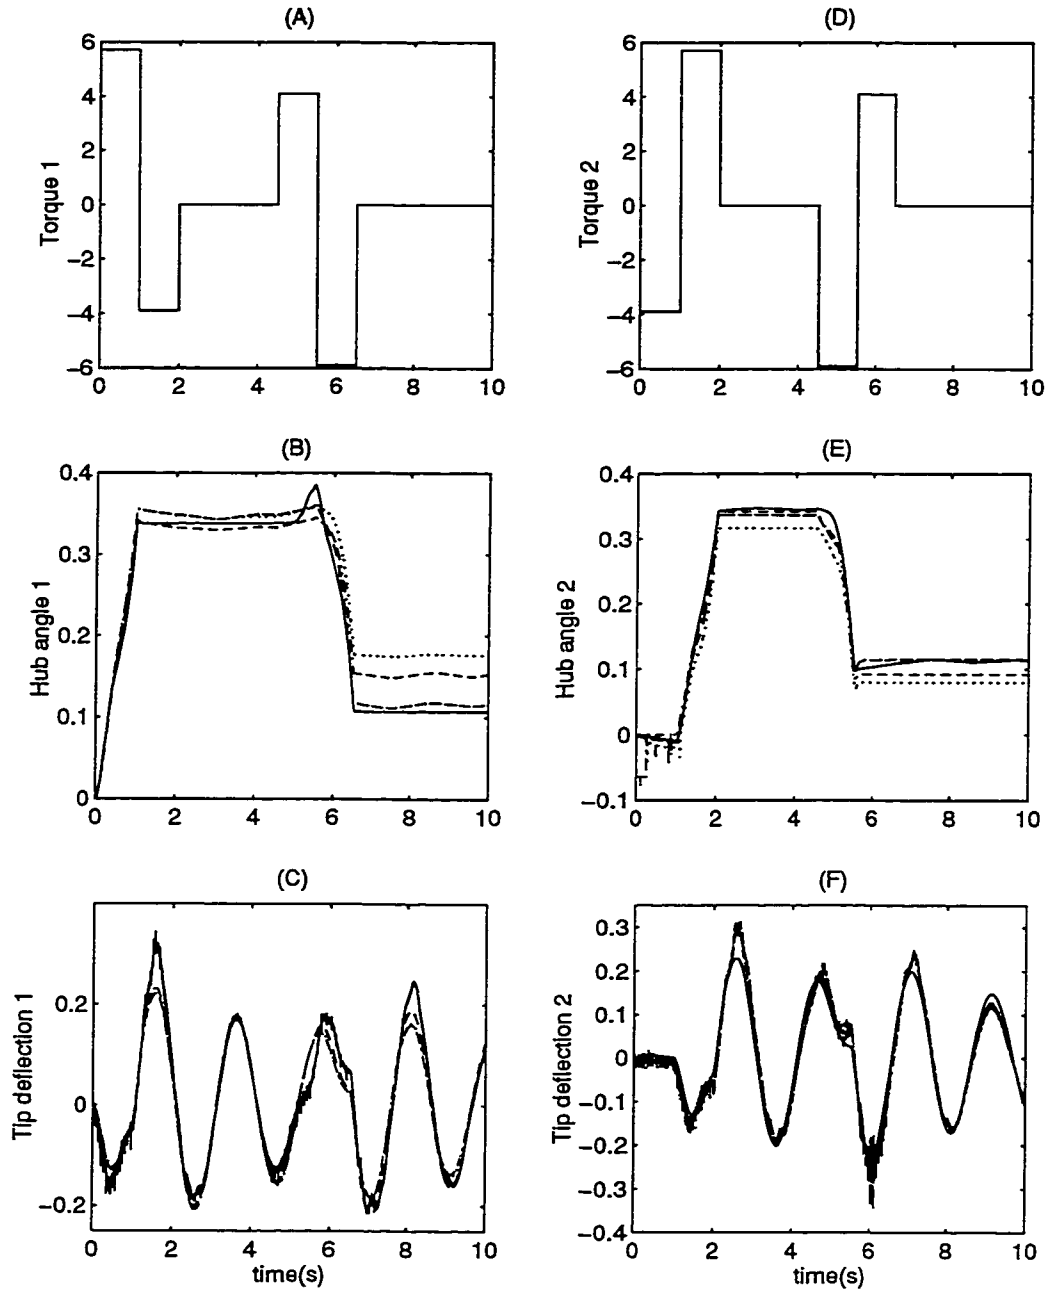 (A)
Torque 1
6
4
2
0
−2
−4
−6
0 2 4 6 8 10
(D)
Torque 2
6
4
2
0
−2
−4
−6
0 2 4 6 8 10
(B)
Hub angle 1
0.4
0.3
0.2
0.1
0
0 2 4 6 8 10
(E)
Hub angle 2
0.4
0.3
0.2
0.1
0
−0.1
0 2 4 6 8 10
(C)
Tip deflection 1
0.2
0
−0.2
0 2 4 6 8 10
time(s)
(F)
Tip deflection 2
0.3
0.2
0.1
0
−0.1
−0.2
−0.3
−0.4
0 2 4 6 8 10
time(s)